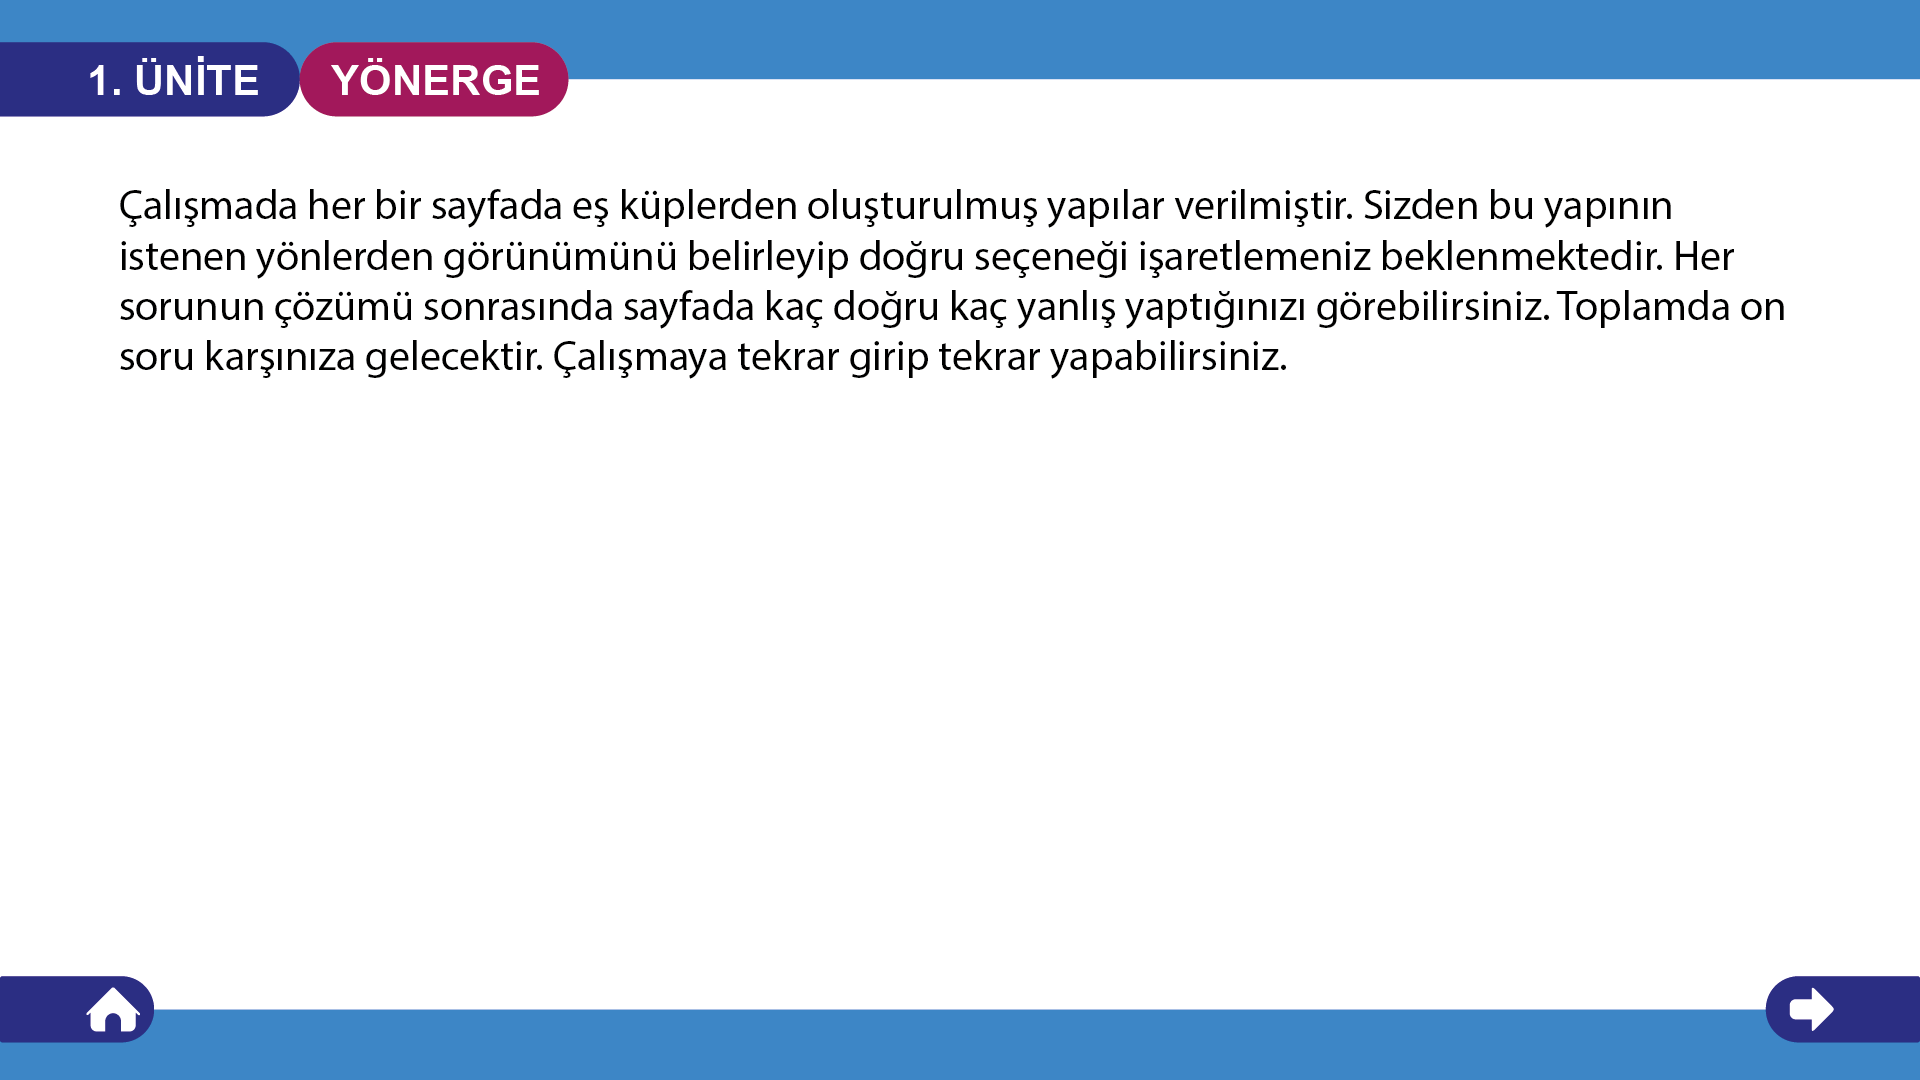 1. ÜNİTE YÖNERGE
Çalışmada her bir sayfada eş küplerden oluşturulmuş yapılar verilmiştir. Sizden bu yapının
istenen yönlerden görünümünü belirleyip doğru seçeneği işaretlemeniz beklenmektedir. Her
sorunun çözümü sonrasında sayfada kaç doğru kaç yanlış yaptığınızı görebilirsiniz. Toplamda on
soru karşınıza gelecektir. Çalışmaya tekrar girip tekrar yapabilirsiniz.